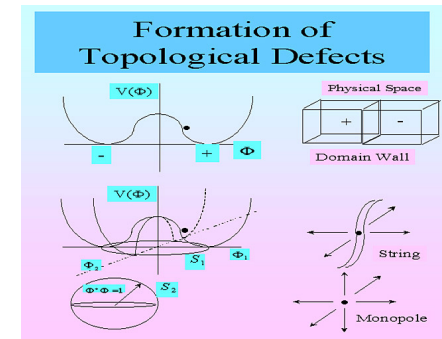 Formation of
Topological Defects
V(Φ)
Physical Space
+ -
- + Φ
Domain Wall
V(Φ)
Φ₂ S₁ Φ₁
String
Φ⁺Φ=1 S₂
Monopole